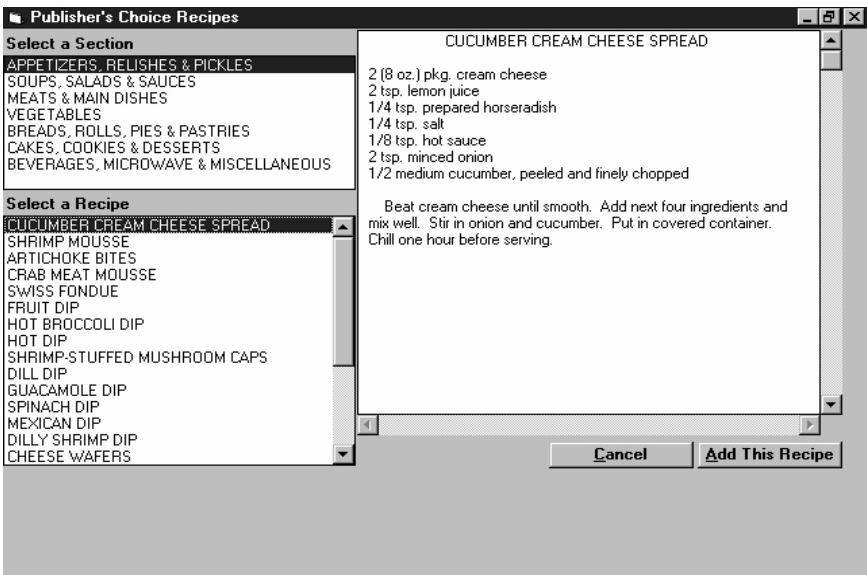 Publisher's Choice Recipes
Select a Section
APPETIZERS, RELISHES & PICKLES
SOUPS, SALADS & SAUCES
MEATS & MAIN DISHES
VEGETABLES
BREADS, ROLLS, PIES & PASTRIES
CAKES, COOKIES & DESSERTS
BEVERAGES, MICROWAVE & MISCELLANEOUS
Select a Recipe
CUCUMBER CREAM CHEESE SPREAD
SHRIMP MOUSSE
ARTICHOKE BITES
CRAB MEAT MOUSSE
SWISS FONDUE
FRUIT DIP
HOT BROCCOLI DIP
HOT DIP
SHRIMP-STUFFED MUSHROOM CAPS
DILL DIP
GUACAMOLE DIP
SPINACH DIP
MEXICAN DIP
DILLY SHRIMP DIP
CHEESE WAFERS
CUCUMBER CREAM CHEESE SPREAD
2 (8 oz.) pkg. cream cheese
2 tsp. lemon juice
1/4 tsp. prepared horseradish
1/4 tsp. salt
1/8 tsp. hot sauce
2 tsp. minced onion
1/2 medium cucumber, peeled and finely chopped
Beat cream cheese until smooth. Add next four ingredients and
mix well. Stir in onion and cucumber. Put in covered container.
Chill one hour before serving.
Cancel
Add This Recipe